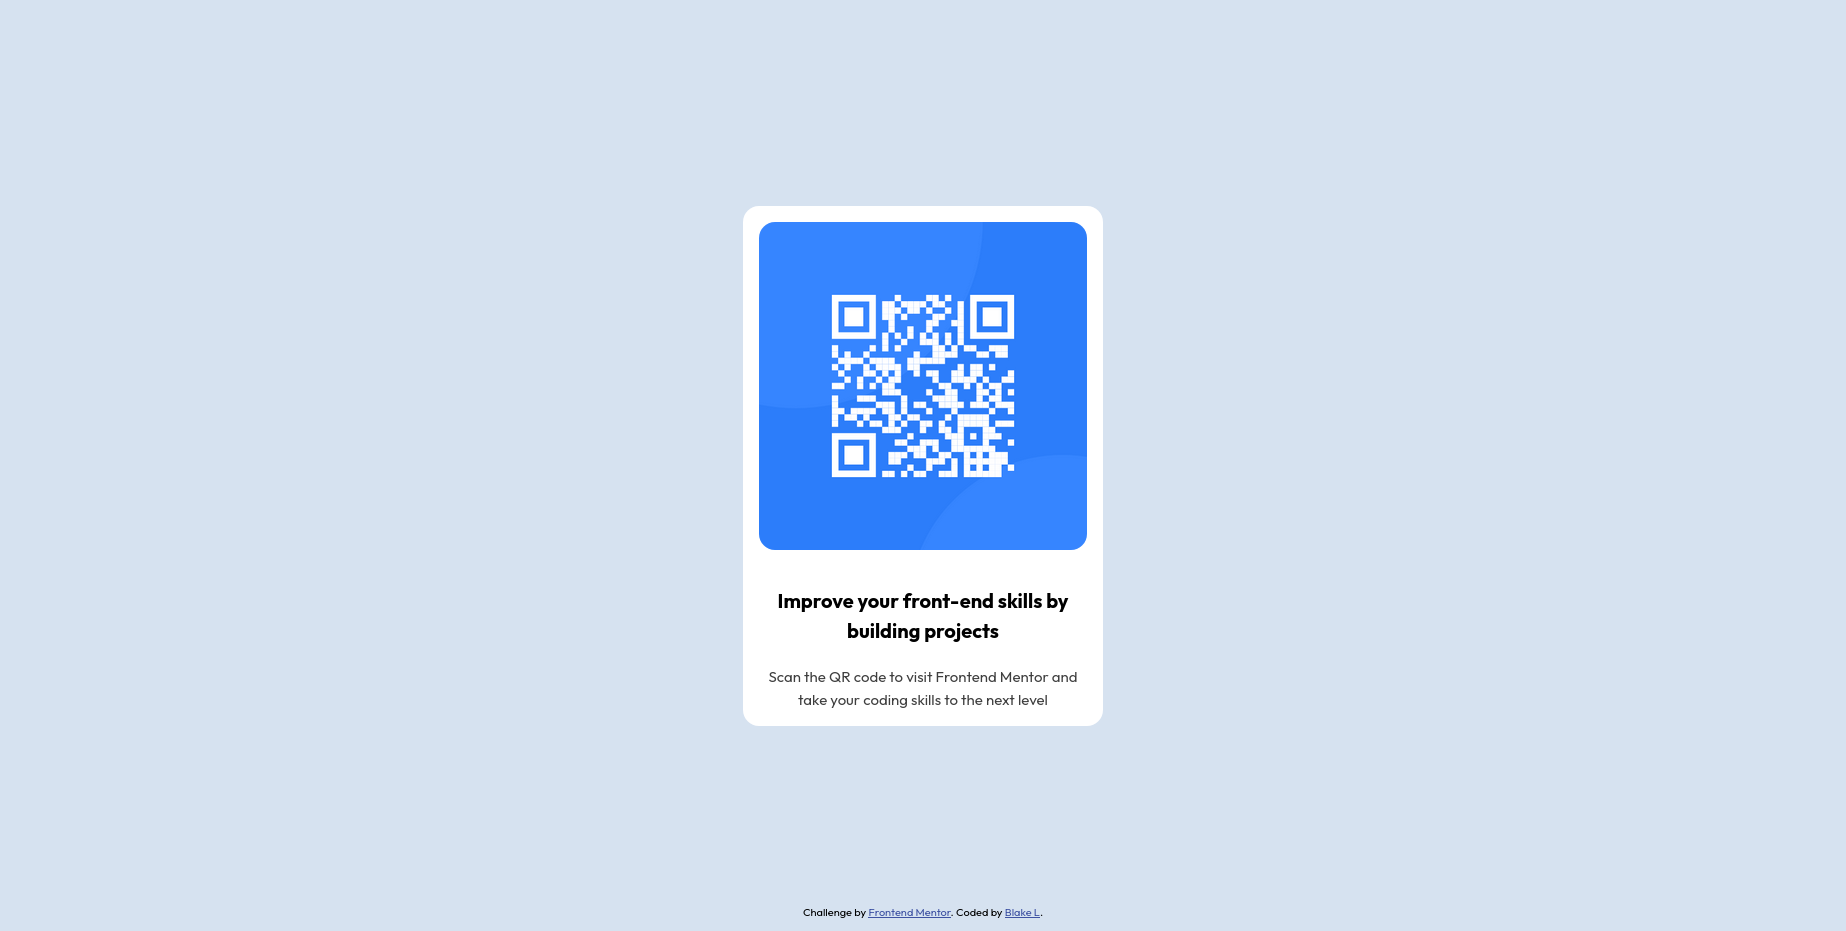 Improve your front-end skills by
building projects
Scan the QR code to visit Frontend Mentor and
take your coding skills to the next level
Challenge by Frontend Mentor. Coded by Blake L.